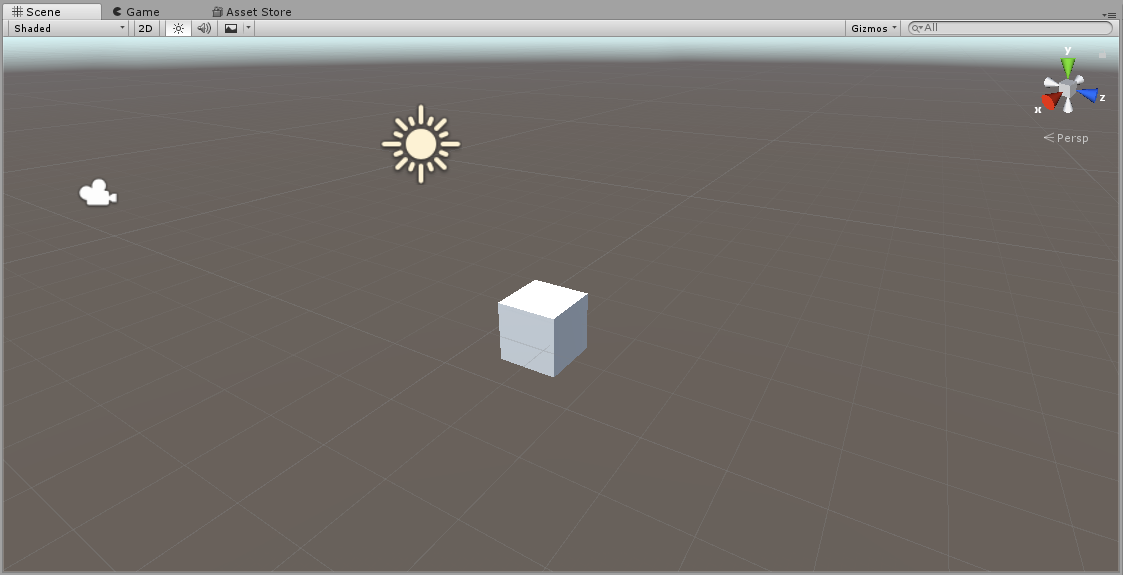 Scene Game Asset Store
Shaded 2D Gizmos All
y
z
x
Persp